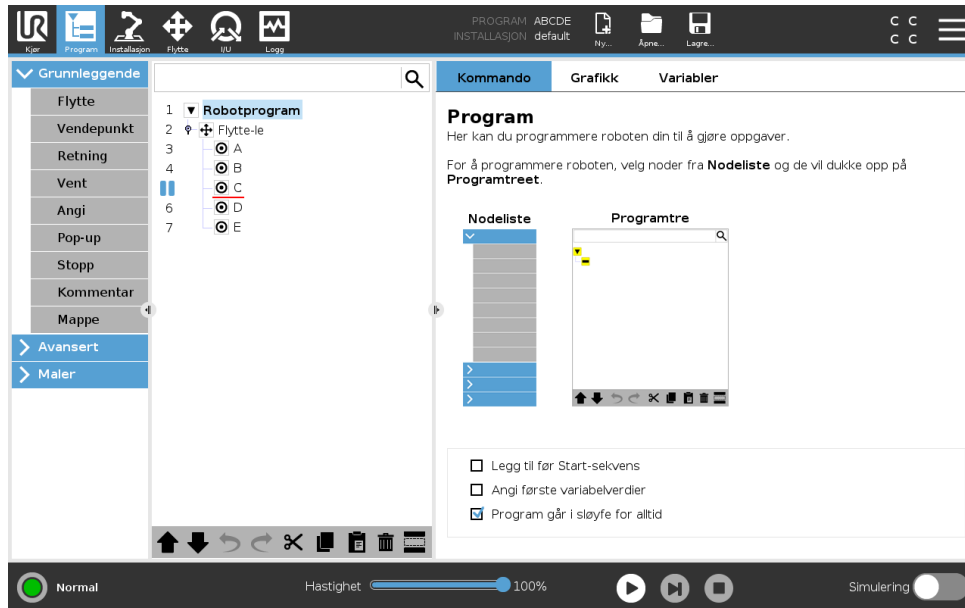 UR
Kjør
Program
Installasjon
Flytte
I/U
Logg
PROGRAM ABCDE
INSTALLASJON default
Ny...
Åpne...
Lagre...
C C
C C
Grunnleggende
Flytte
Vendepunkt
Retning
Vent
Angi
Pop-up
Stopp
Kommentar
Mappe
Avansert
Maler
1 Robotprogram
2 Flytte-le
3 A
4 B
C
6 D
7 E
Kommando Grafikk Variabler
Program
Her kan du programmere roboten din til å gjøre oppgaver.
For å programmere roboten, velg noder fra Nodeliste og de vil dukke opp på
Programtreet.
Nodeliste Programtre
Legg til før Start-sekvens
Angi første variabelverdier
Program går i sløyfe for alltid
Normal
Hastighet 100%
Simulering